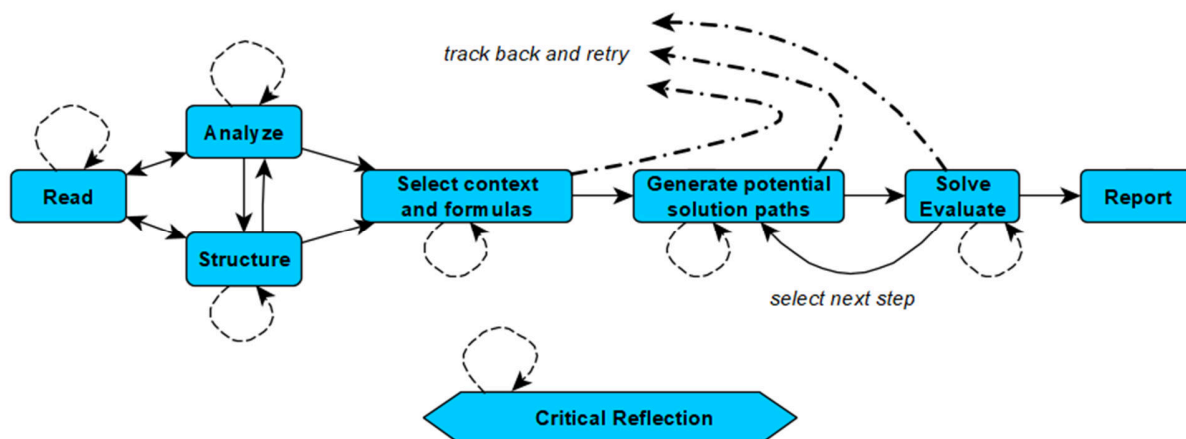 track back and retry
Analyze
Read
Select context
and formulas
Generate potential
solution paths
Solve
Evaluate
Report
Structure
select next step
Critical Reflection